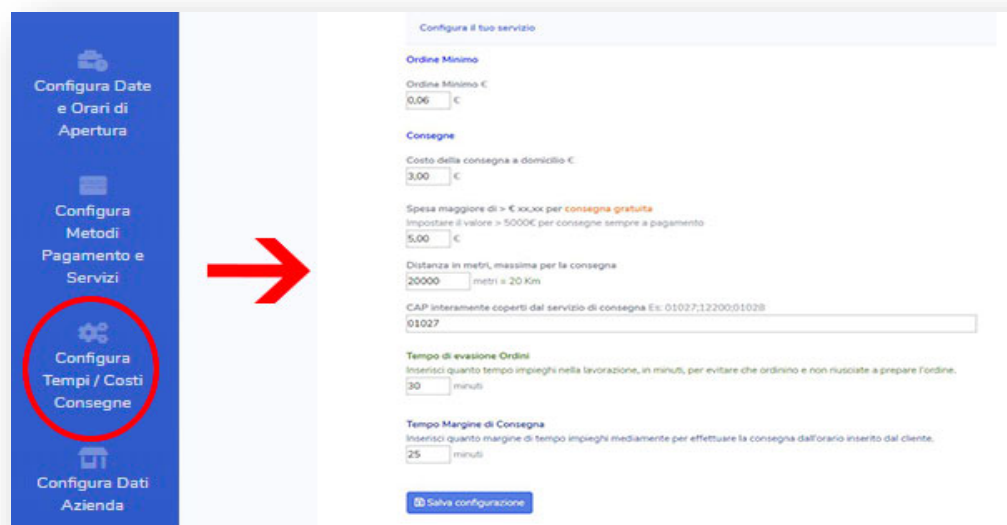 Configura Date
e Orari di
Apertura
Configura
Metodi
Pagamento e
Servizi
Configura
Tempi / Costi
Consegne
Configura Dati
Azienda
Configura il tuo servizio
Ordine Minimo
Ordine Minimo €
0,06 €
Consegne
Costo della consegna a domicilio €
3,00 €
Spesa maggiore di > € xx,xx per consegna gratuita
Impostare il valore > 5000€ per consegne sempre a pagamento
5,00 €
Distanza in metri, massima per la consegna
20000 metri = 20 Km
CAP interamente coperti dal servizio di consegna Es: 01027;12200;01028
01027
Tempo di evasione Ordini
Inserisci quanto tempo impieghi nella lavorazione, in minuti, per evitare che ordinino e non riusciate a prepare l'ordine.
30 minuti
Tempo Margine di Consegna
Inserisci quanto margine di tempo impieghi mediamente per effettuare la consegna dall'orario inserito dal cliente.
25 minuti
Salva configurazione